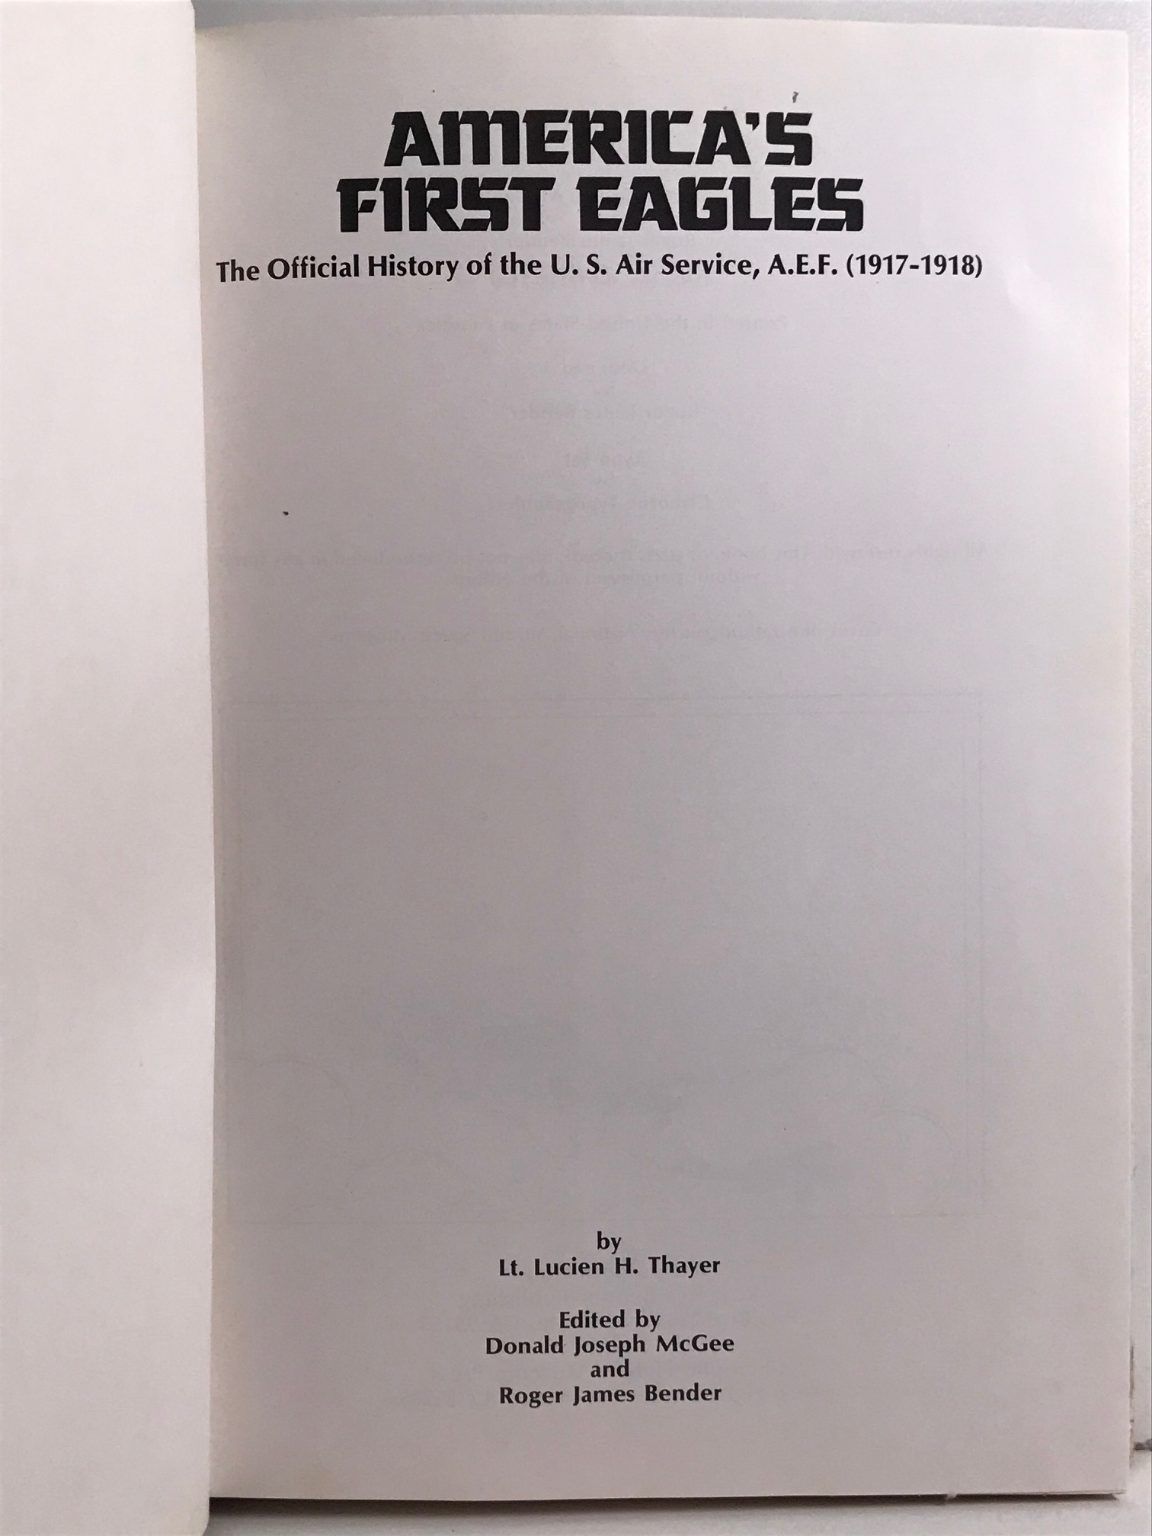 AMERICA'S
FIRST EAGLES
The Official History of the U. S. Air Service, A.E.F. (1917-1918)
by
Lt. Lucien H. Thayer
Edited by
Donald Joseph McGee
and
Roger James Bender